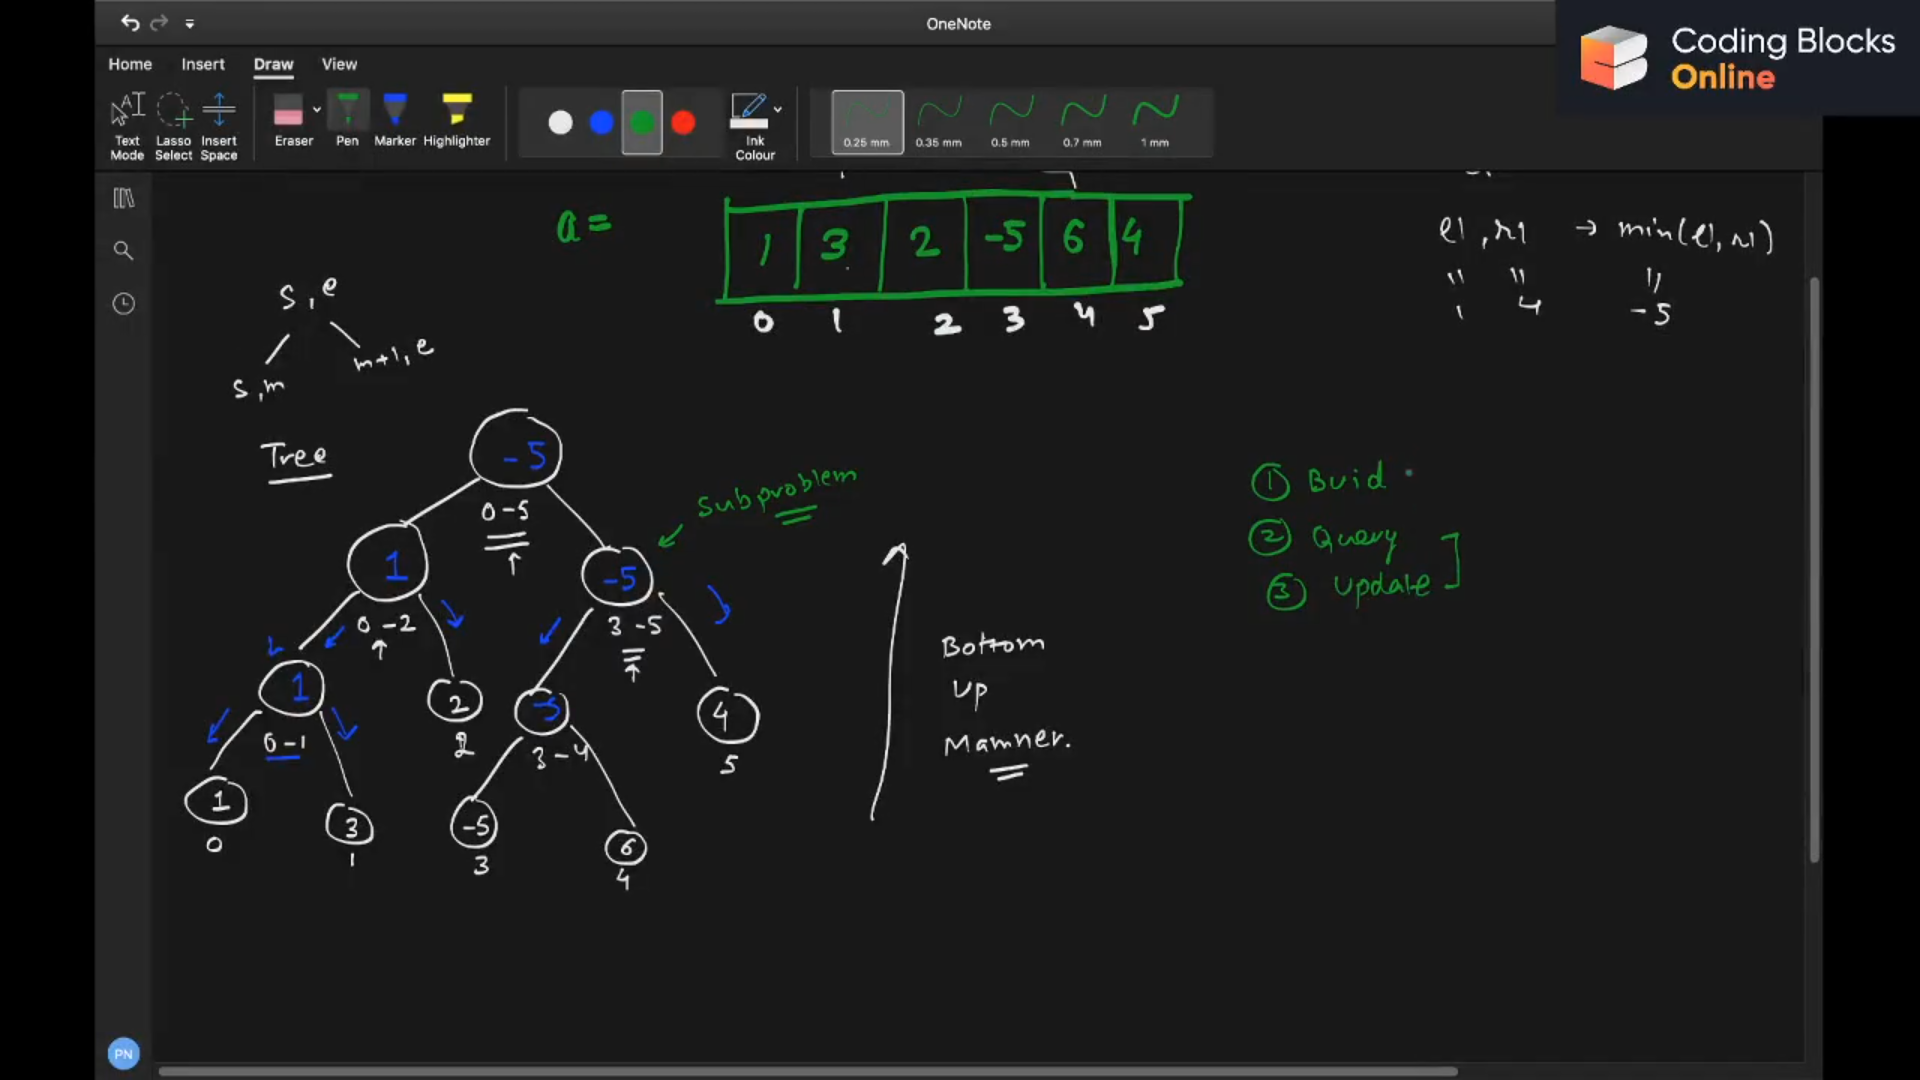 OneNote
Coding Blocks
Online
Home Insert Draw View
Text Mode
Lasso Select
Insert Space
Eraser
Pen
Marker
Highlighter
Ink Colour
0.25 mm
0.35 mm
0.5 mm
0.7 mm
1 mm
a =
1 3 2 -5 6 4
0 1 2 3 4 5
l1, r1 → min(l1, r1)
" " "
1 4 -5
s, e
s, m
m+1, e
Tree
-5
0-5
Subproblem
1
0-2
-5
3-5
1
0-1
2
2
-5
3-4
4
5
1
0
3
1
-5
3
6
4
Bottom
Up
Mamner.
① Buid
② Query
③ Update
PN